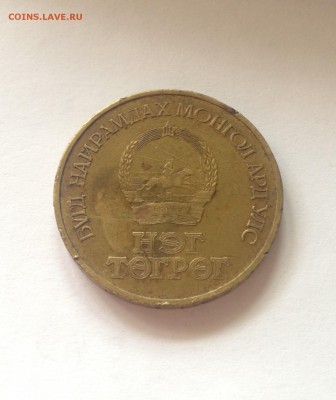 COINS.LAVE.RU
БҮГД НАЙРАМДАХ МОНГОЛ АРД УЛС
НЭГ
ТӨГРӨГ